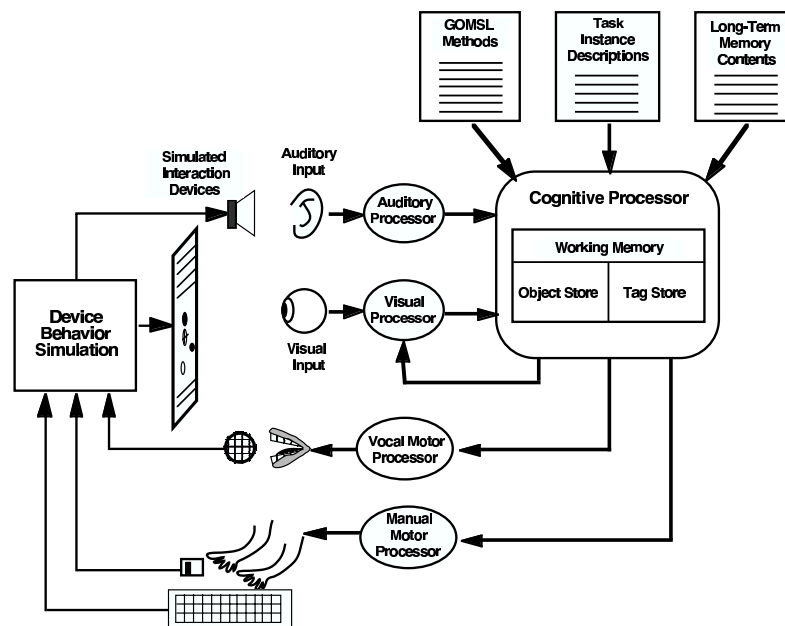 GOMSL
Methods
Task
Instance
Descriptions
Long-Term
Memory
Contents
Simulated
Interaction
Devices
Auditory
Input
Auditory
Processor
Cognitive Processor
Working Memory
Object Store
Tag Store
Device
Behavior
Simulation
Visual
Processor
Visual
Input
Vocal Motor
Processor
Manual
Motor
Processor